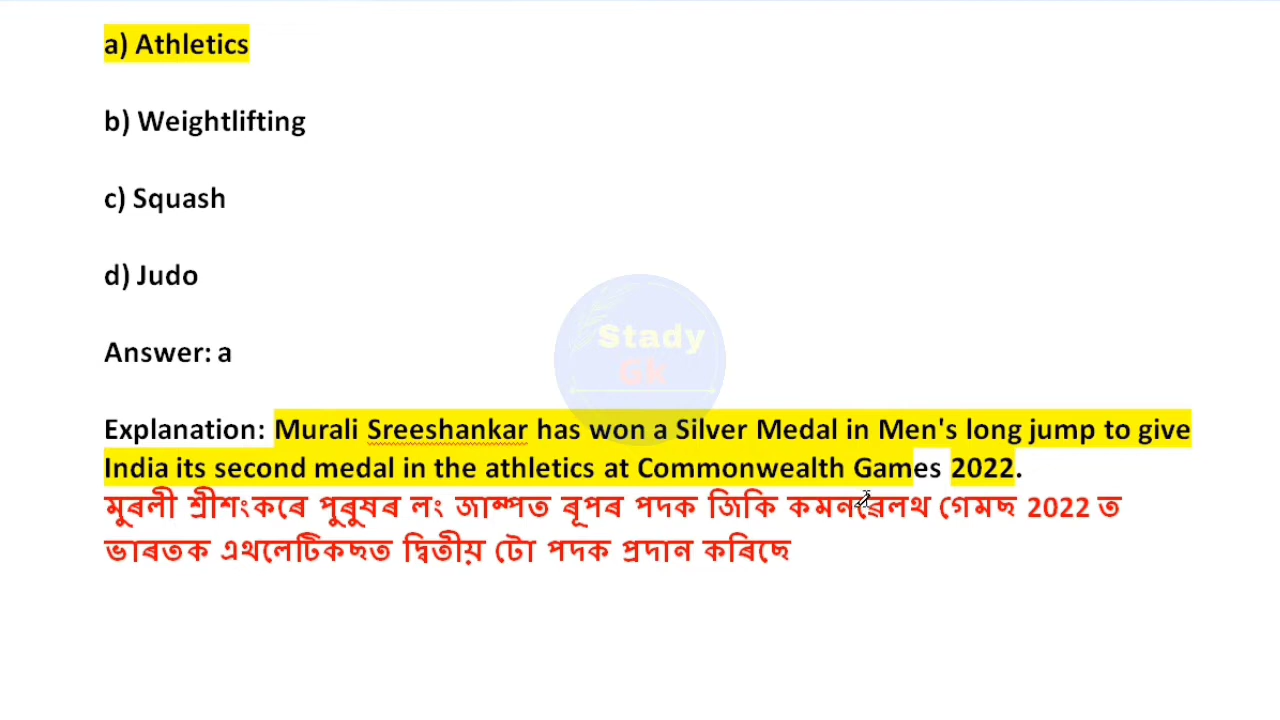 a) Athletics
b) Weightlifting
c) Squash
d) Judo
Answer: a
Stady
Gk
Explanation: Murali Sreeshankar has won a Silver Medal in Men's long jump to give
India its second medal in the athletics at Commonwealth Games 2022.
মুৰলী শ্ৰীশংকৰে পুৰুষৰ লং জাম্পত ৰূপৰ পদক জিকি কমনৱেলথ গেমছ 2022 ত
ভাৰতক এথলেটিকছত দ্বিতীয় টো পদক প্ৰদান কৰিছে